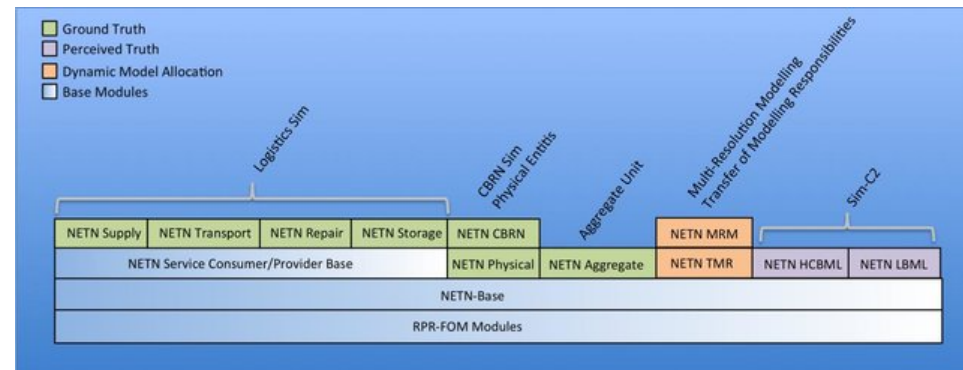 Ground Truth
Perceived Truth
Dynamic Model Allocation
Base Modules
Logistics Sim
CBRN Sim
Physical Entitis
Aggregate Unit
Multi-Resolution Modelling
Transfer of Modelling Responsibilities
Sim-C2
NETN Supply
NETN Transport
NETN Repair
NETN Storage
NETN CBRN
NETN MRM
NETN Service Consumer/Provider Base
NETN Physical
NETN Aggregate
NETN TMR
NETN HCBML
NETN LBML
NETN-Base
RPR-FOM Modules